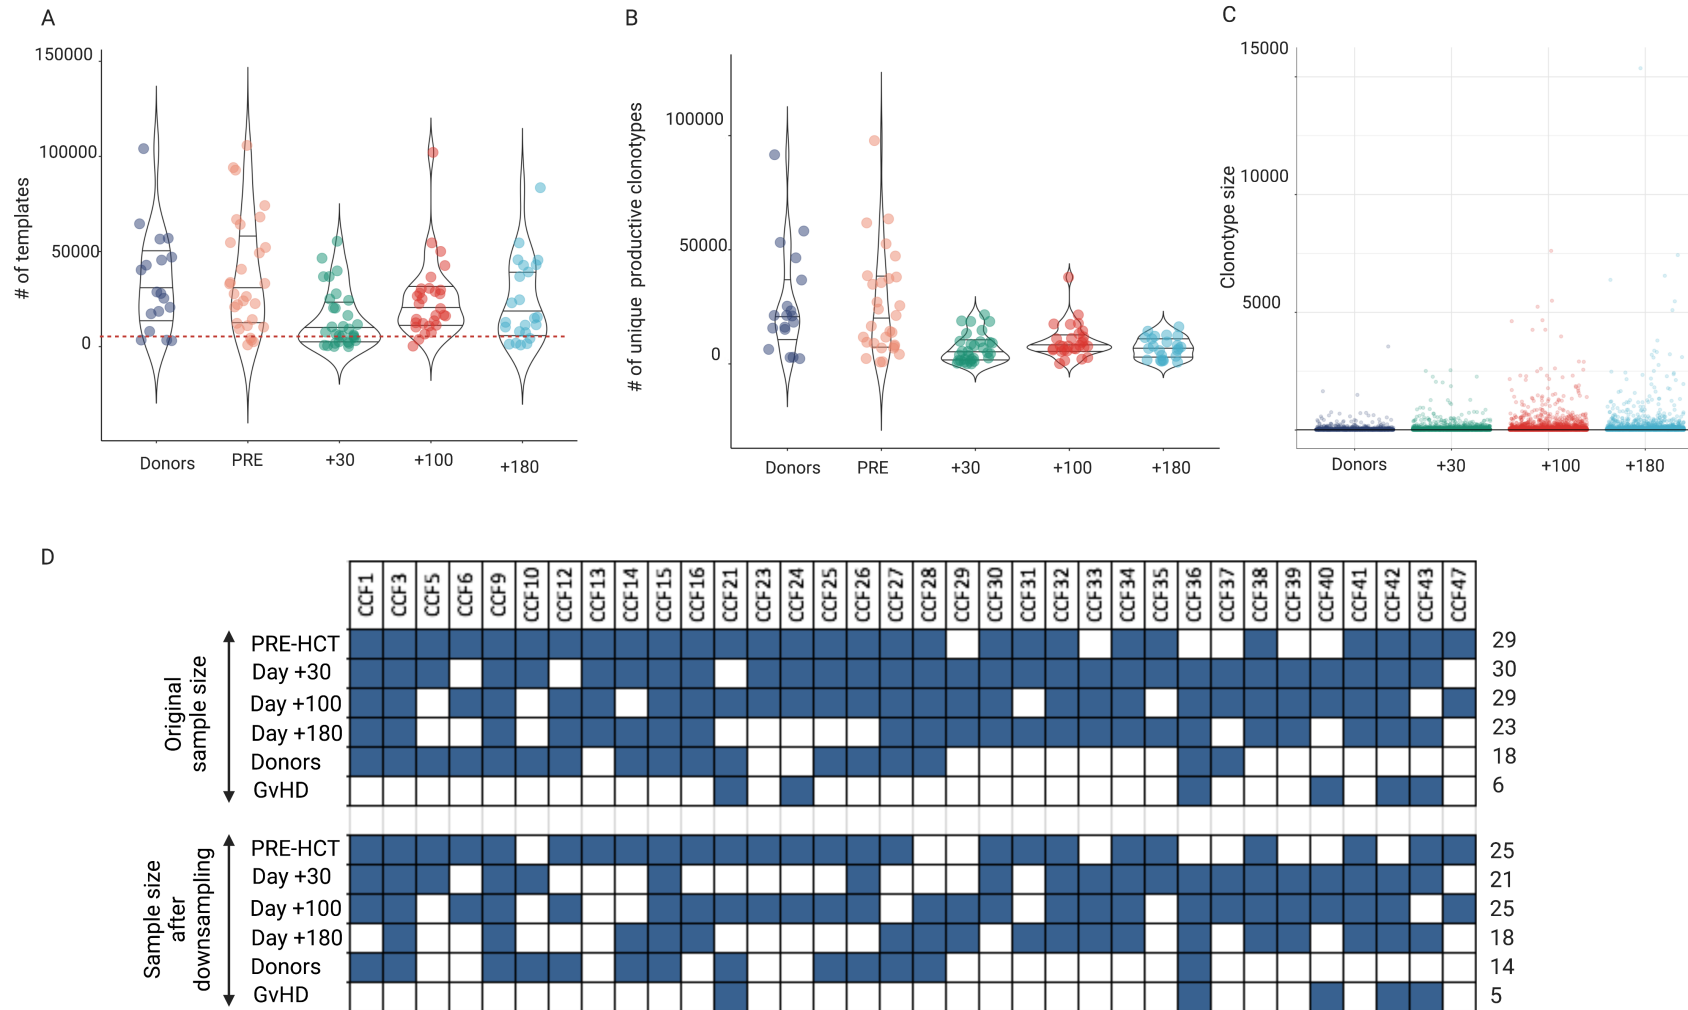 A
150000
100000
50000
0
# of templates
Donors
PRE
+30
+100
+180
B
100000
50000
0
# of unique productive clonotypes
Donors
PRE
+30
+100
+180
C
15000
10000
5000
Clonotype size
Donors
+30
+100
+180
D
CCF1 CCF3 CCF5 CCF6 CCF9 CCF10 CCF12 CCF13 CCF14 CCF15 CCF16 CCF21 CCF23 CCF24 CCF25 CCF26 CCF27 CCF28 CCF29 CCF30 CCF31 CCF32 CCF33 CCF34 CCF35 CCF36 CCF37 CCF38 CCF39 CCF40 CCF41 CCF42 CCF43 CCF47
Original
sample size
PRE-HCT 29
Day +30 30
Day +100 29
Day +180 23
Donors 18
GvHD 6
Sample size
after
downsampling
PRE-HCT 25
Day +30 21
Day +100 25
Day +180 18
Donors 14
GvHD 5